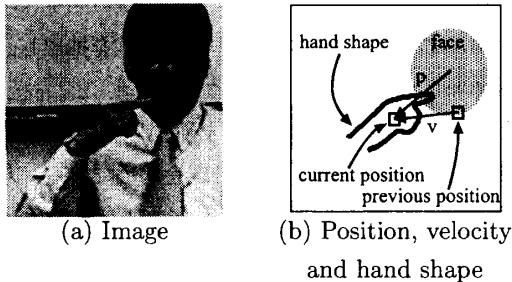 hand shape
face
p
v
current position
previous position
(a) Image
(b) Position, velocity
and hand shape